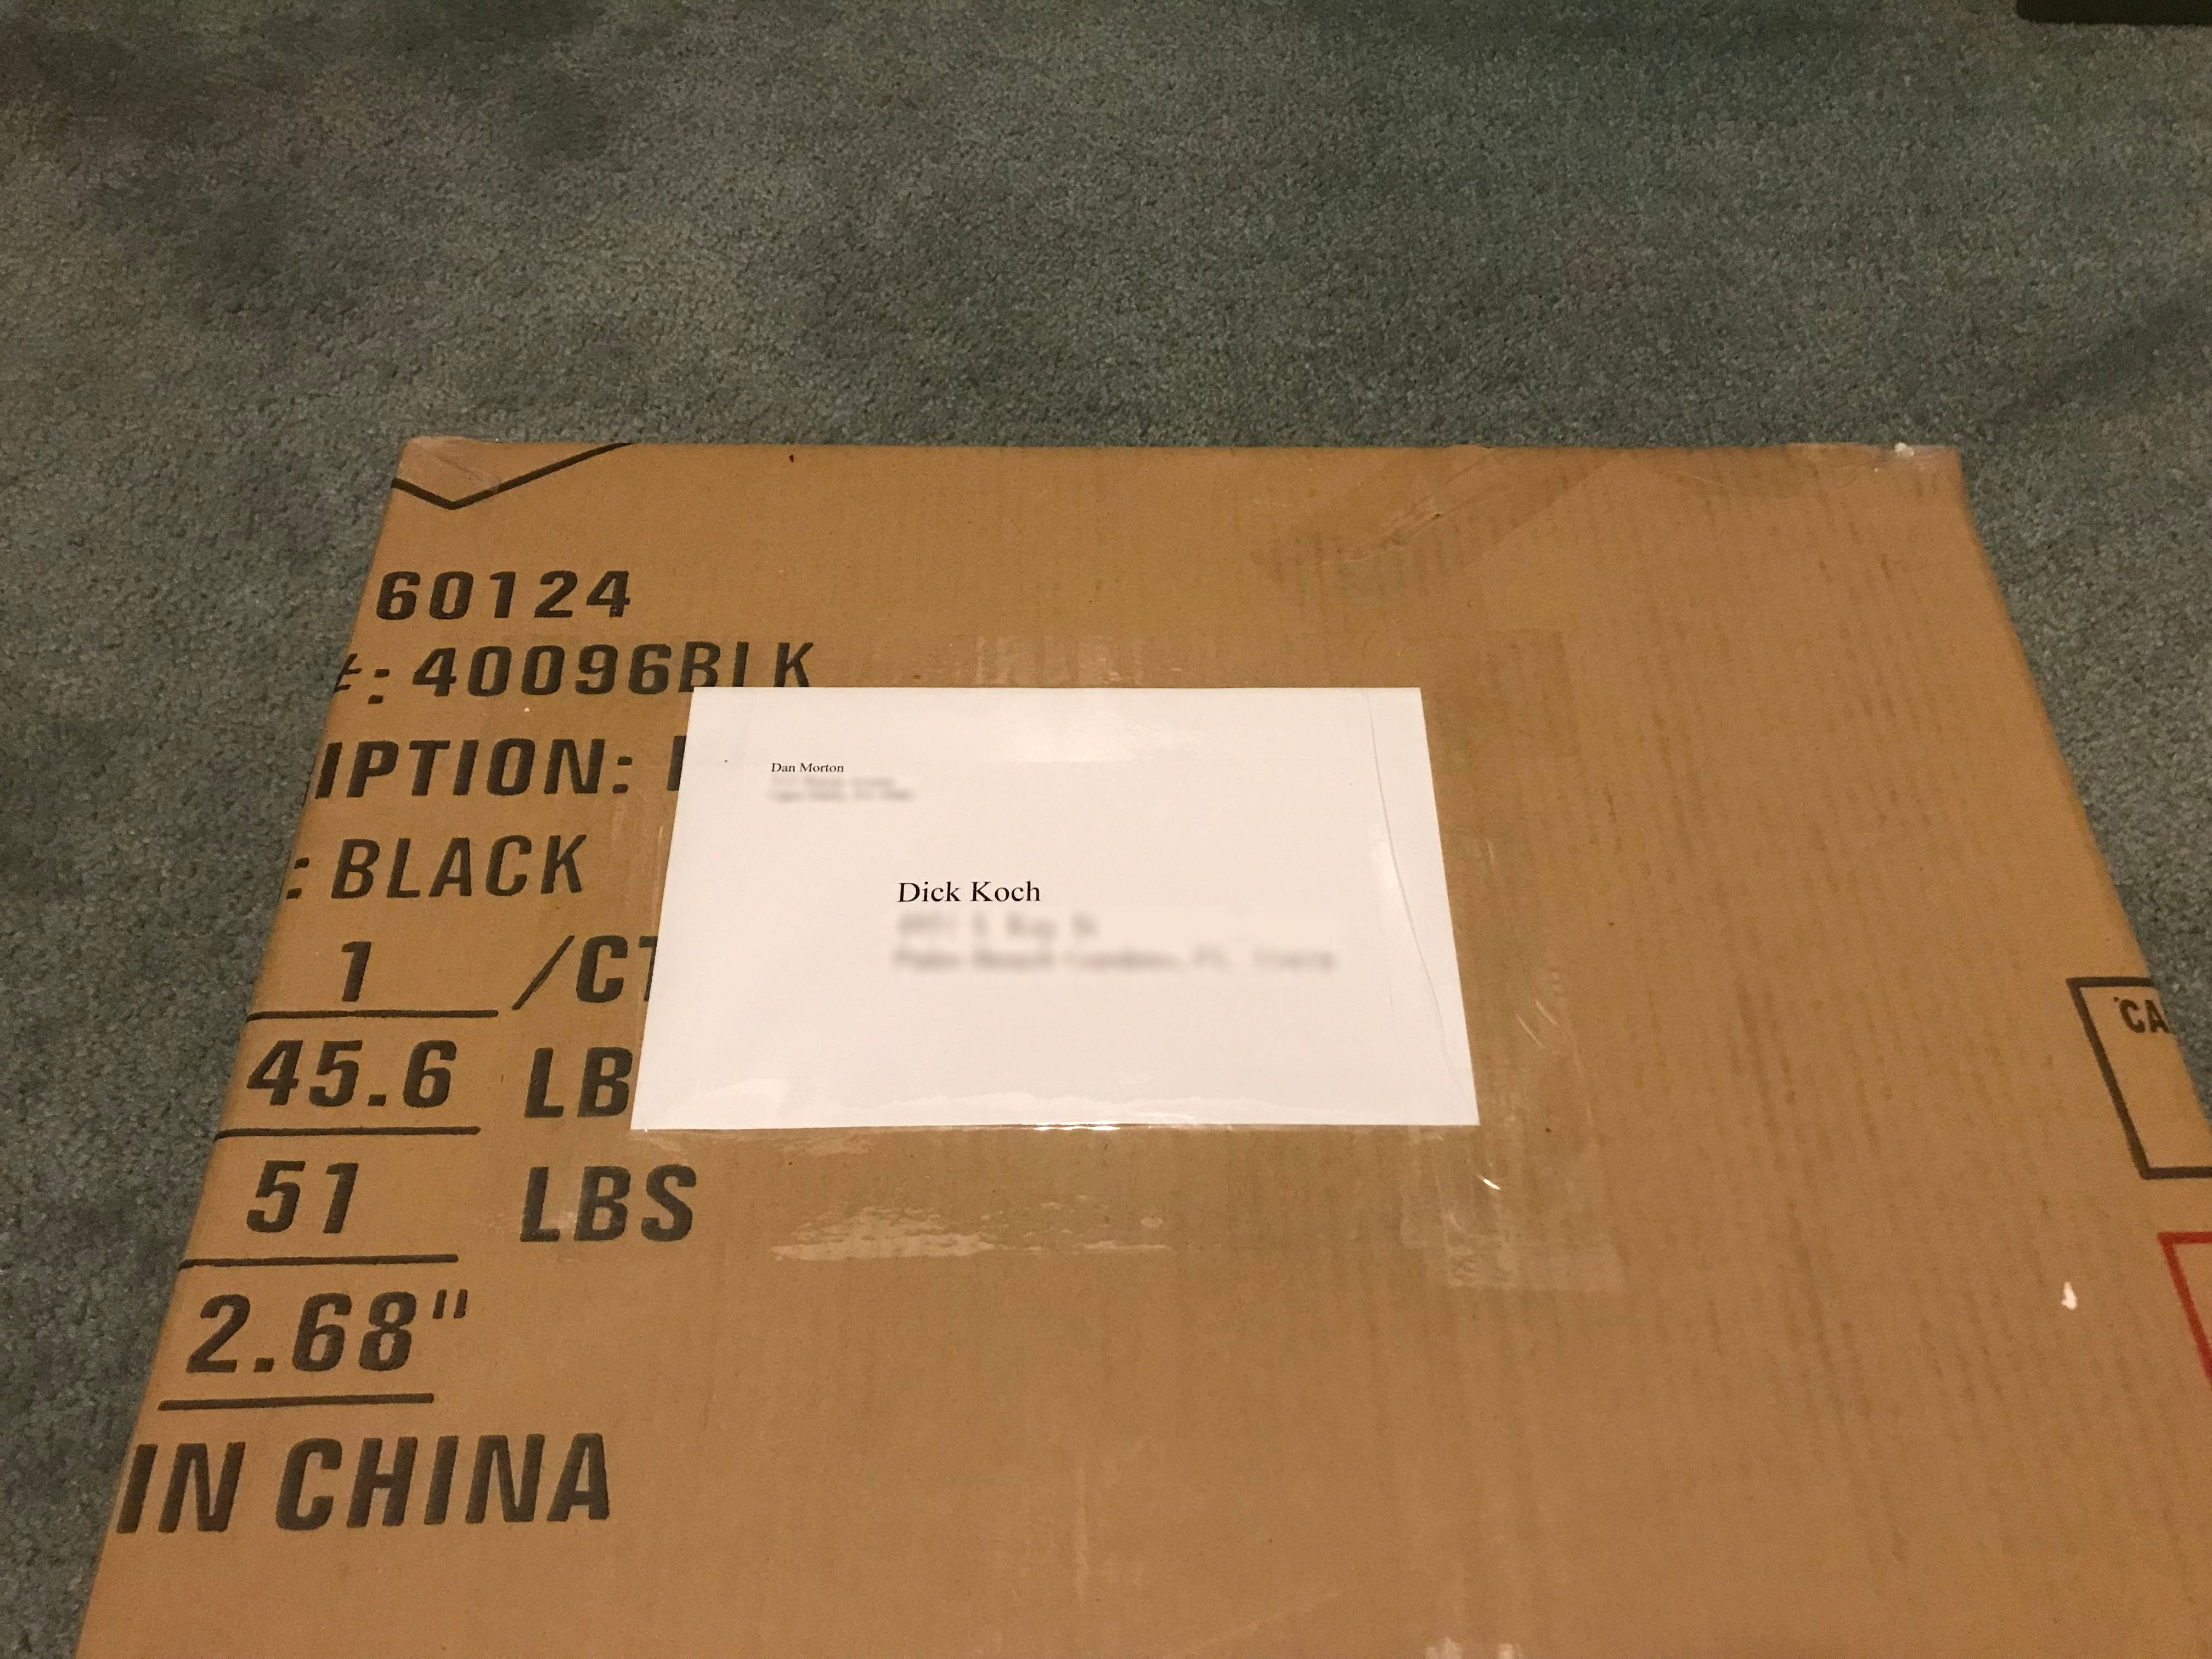 60124
: 40096BLK
IPTION:
: BLACK
1 /CT
45.6 LB
51 LBS
2.68"
IN CHINA
Dan Morton
Dick Koch
CA